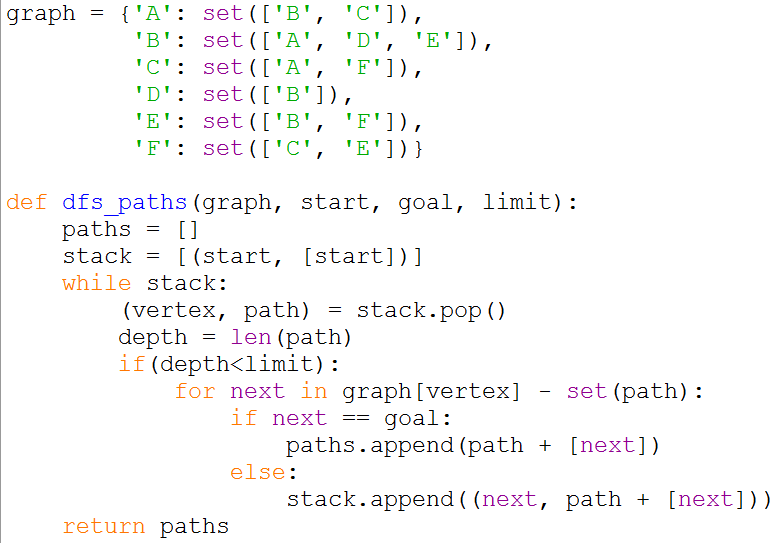 graph = {'A': set(['B', 'C']),
         'B': set(['A', 'D', 'E']),
         'C': set(['A', 'F']),
         'D': set(['B']),
         'E': set(['B', 'F']),
         'F': set(['C', 'E'])}

def dfs_paths(graph, start, goal, limit):
    paths = []
    stack = [(start, [start])]
    while stack:
        (vertex, path) = stack.pop()
        depth = len(path)
        if(depth<limit):
            for next in graph[vertex] - set(path):
                if next == goal:
                    paths.append(path + [next])
                else:
                    stack.append((next, path + [next]))
    return paths